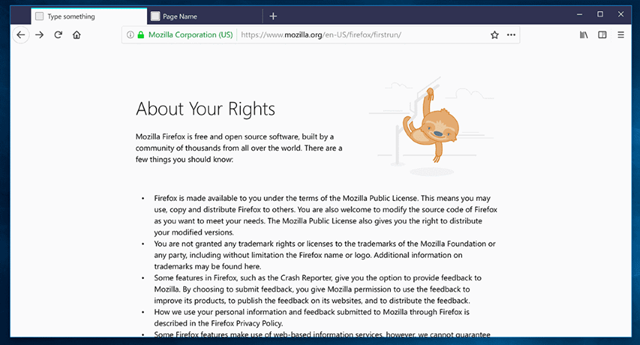 Type something
Page Name
Mozilla Corporation (US)
https://www.mozilla.org/en-US/firefox/firstrun/
About Your Rights
Mozilla Firefox is free and open source software, built by a
community of thousands from all over the world. There are a
few things you should know:
• Firefox is made available to you under the terms of the Mozilla Public License. This means you may
use, copy and distribute Firefox to others. You are also welcome to modify the source code of Firefox
as you want to meet your needs. The Mozilla Public License also gives you the right to distribute
your modified versions.
• You are not granted any trademark rights or licenses to the trademarks of the Mozilla Foundation or
any party, including without limitation the Firefox name or logo. Additional information on
trademarks may be found here.
• Some features in Firefox, such as the Crash Reporter, give you the option to provide feedback to
Mozilla. By choosing to submit feedback, you give Mozilla permission to use the feedback to
improve its products, to publish the feedback on its websites, and to distribute the feedback.
• How we use your personal information and feedback submitted to Mozilla through Firefox is
described in the Firefox Privacy Policy.
• Some Firefox features make use of web-based information services, however, we cannot guarantee